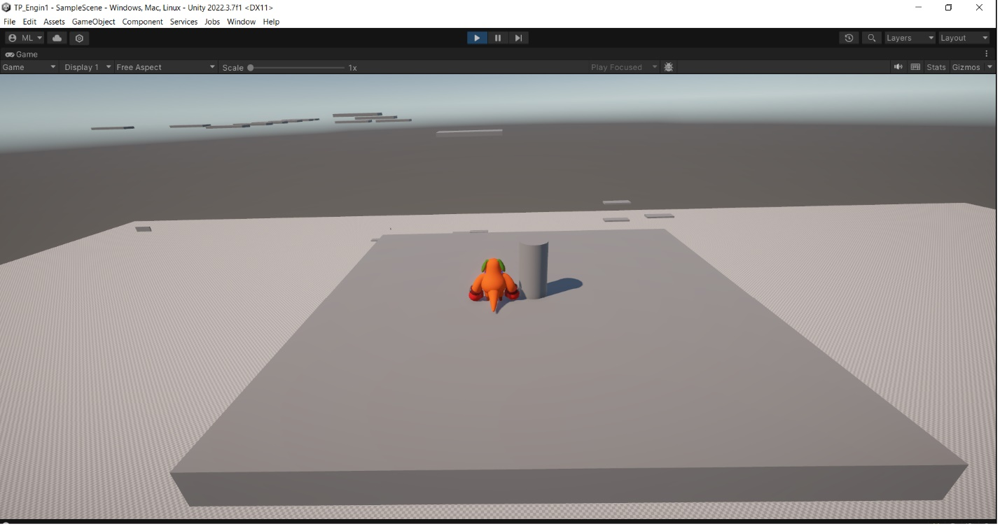 TP_Engin1 - SampleScene - Windows, Mac, Linux - Unity 2022.3.7f1 <DX11>
File Edit Assets GameObject Component Services Jobs Window Help
ML Layers Layout
Game
Game Display 1 Free Aspect Scale 1x Play Focused Stats Gizmos